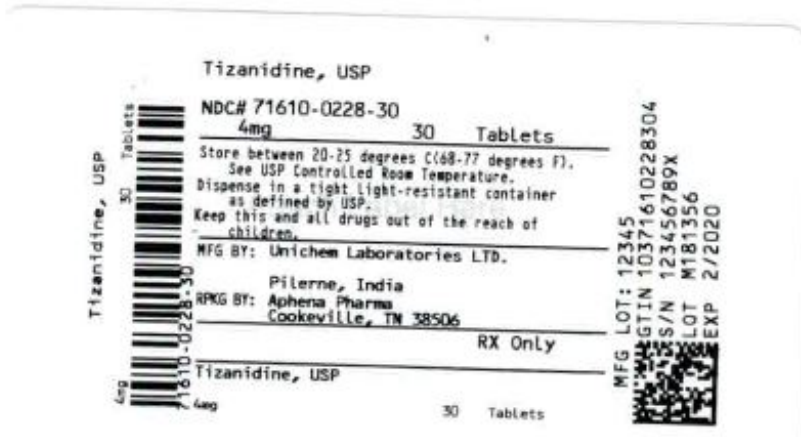 Tizanidine, USP
NDC# 71610-0228-30
4mg 30 Tablets
Store between 20-25 degrees C(68-77 degrees F).
See USP Controlled Room Temperature.
Dispense in a tight light-resistant container
as defined by USP.
Keep this and all drugs out of the reach of
children.
MFG BY: Unichem Laboratories LTD.
Pilerne, India
RPKG BY: Aphena Pharma
Cookeville, TN 38506
RX Only
Tizanidine, USP
4mg 30 Tablets
Tizanidine, USP
4mg 30 Tablets
71610-0228-30
MFG LOT: 12345
GTIN 10371610228304
S/N 123456789X
LOT M181356
EXP 2/2020